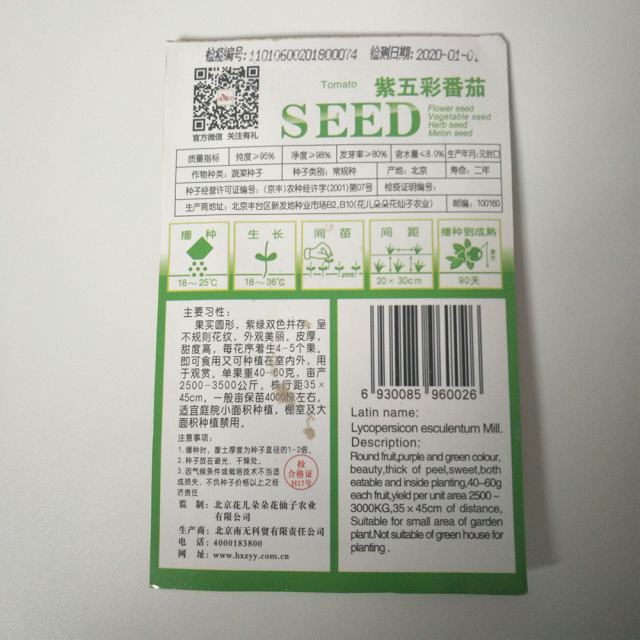 检疫编号:1101060020180074 检测日期:2020-01-01
官方微信 关注有礼
Tomato 紫五彩番茄
SEED
Flower seed
Vegetable seed
Herb seed
Melon seed
质量指标 纯度≥95% 净度≥98% 发芽率≥80% 含水量≤8.0% 生产年月:见封口
作物种类:蔬菜种子 种子类别:常规种 产地:北京 寿命:二年
种子经营许可证编号:(京丰)农种经许字(2001)第07号 检疫证明编号:
生产商地址:北京丰台区新发地种业市场B2,B10(花儿朵朵花仙子农业) 邮编:100160
播种 生长 间苗 间距 播种到成熟
18~25℃ 18~36℃ 20×30cm 90天
主要习性:
果实圆形,紫绿双色并存,呈
不规则花纹,外观美丽。皮厚,
甜度高,每花序着生4-5个果。
即可食用又可种植在室内外,用
于观赏。单果重40-60克,亩产
2500-3500公斤。株行距35×
45cm,一般亩保苗4000株左右。
适宜庭院小面积种植,棚室及大
面积种植禁用。
注意事项:
1.播种时,覆土厚度为种子直径的1-2倍。
2.种子放在避光、干燥处。
3.因气候条件或栽培技术不当造
成损失,不负种子价格以上之经
济责任
检
合格证
H17号
监制:北京花儿朵朵花仙子农业
有限公司
生产商:北京南无科贸有限责任公司
电话:4000183800
网址:www.hxzyy.com.cn
6 930085 960026
Latin name:
Lycopersicon esculentum Mill.
Description:
Round fruit,purple and green colour,
beauty,thick of peel,sweet,both
eatable and inside planting,40-60g
each fruit,yield per unit area 2500~
3000KG,35×45cm of distance,
Suitable for small area of garden
plant.Not suitable of green house for
planting.